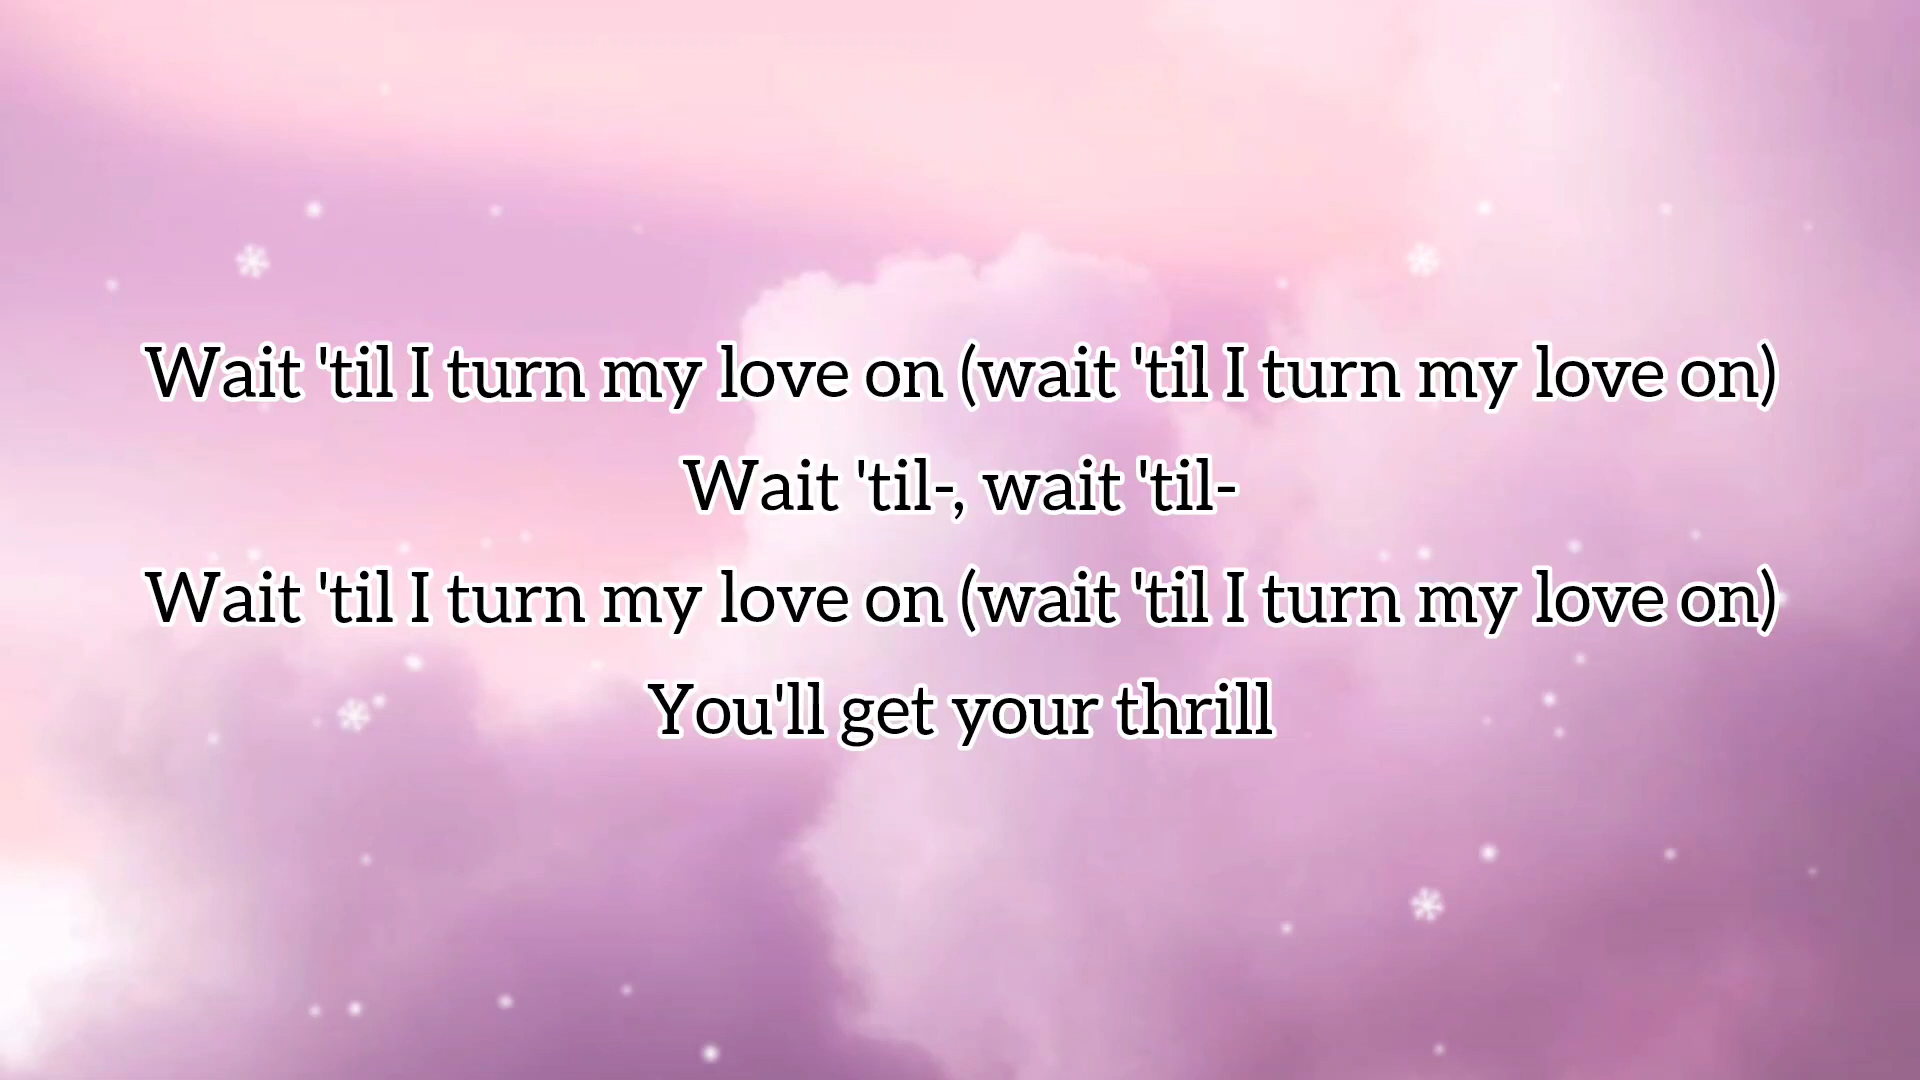 Wait 'til I turn my love on (wait 'til I turn my love on)
Wait 'til-, wait 'til-
Wait 'til I turn my love on (wait 'til I turn my love on)
You'll get your thrill